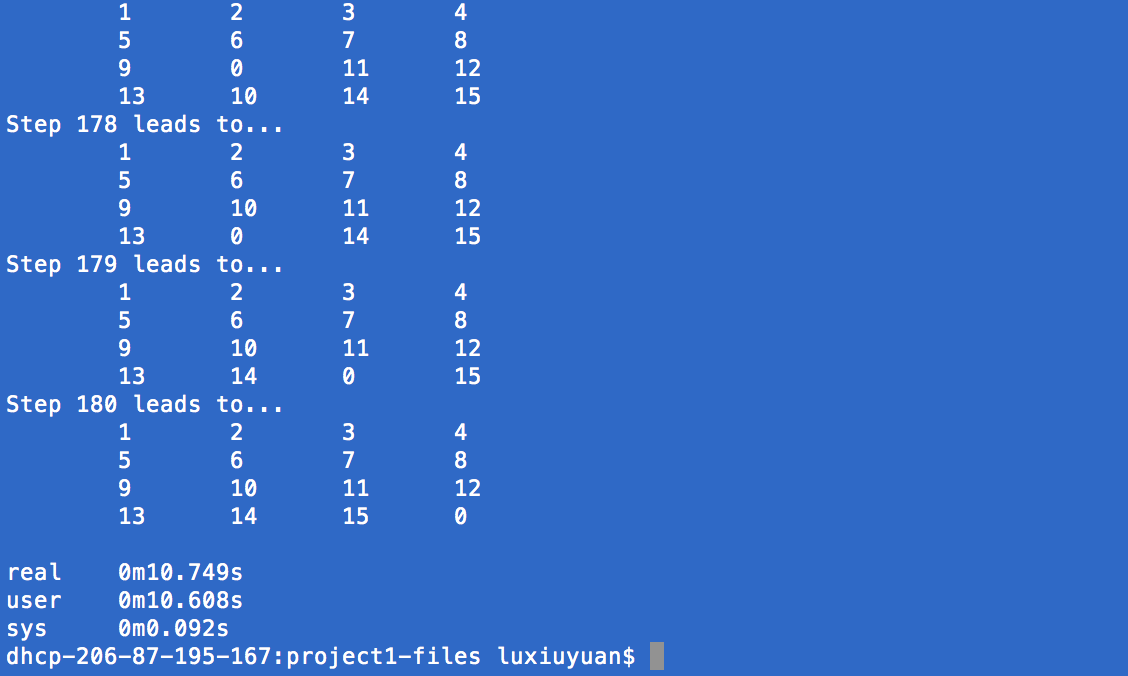 1 2 3 4
5 6 7 8
9 0 11 12
13 10 14 15
Step 178 leads to...
1 2 3 4
5 6 7 8
9 10 11 12
13 0 14 15
Step 179 leads to...
1 2 3 4
5 6 7 8
9 10 11 12
13 14 0 15
Step 180 leads to...
1 2 3 4
5 6 7 8
9 10 11 12
13 14 15 0
real 0m10.749s
user 0m10.608s
sys 0m0.092s
dhcp-206-87-195-167:project1-files luxiuyuan$